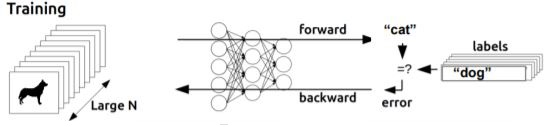 Training
Large N
forward
backward
“cat”
=?
error
labels
“dog”